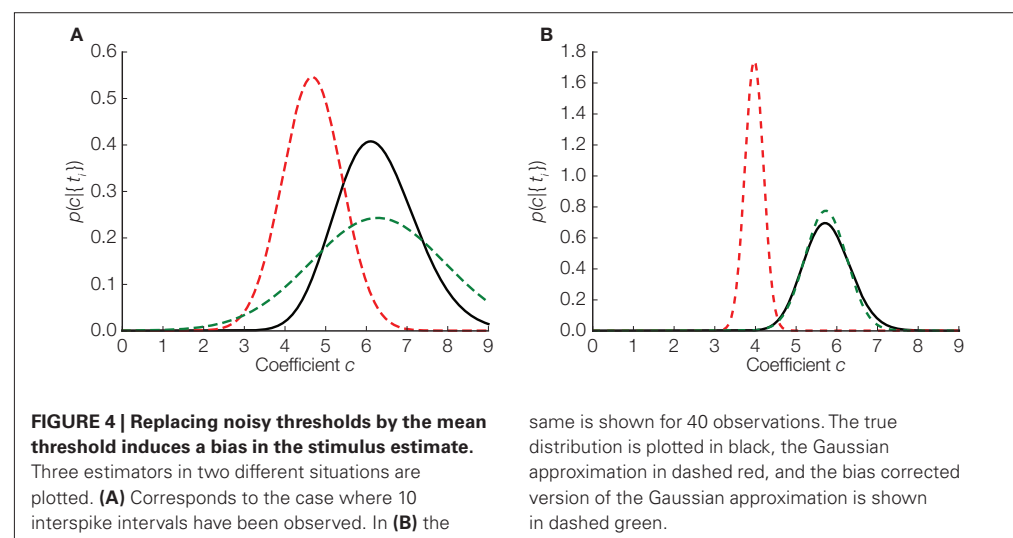 A
0.6
0.5
0.4
0.3
0.2
0.1
0.0
p(c|{ t_i})
0 1 2 3 4 5 6 7 8 9
Coefficient c
B
1.8
1.6
1.4
1.2
1.0
0.8
0.6
0.4
0.2
0.0
p(c|{ t_i})
0 1 2 3 4 5 6 7 8 9
Coefficient c
FIGURE 4 | Replacing noisy thresholds by the mean
threshold induces a bias in the stimulus estimate.
Three estimators in two different situations are
plotted. (A) Corresponds to the case where 10
interspike intervals have been observed. In (B) the
same is shown for 40 observations. The true
distribution is plotted in black, the Gaussian
approximation in dashed red, and the bias corrected
version of the Gaussian approximation is shown
in dashed green.